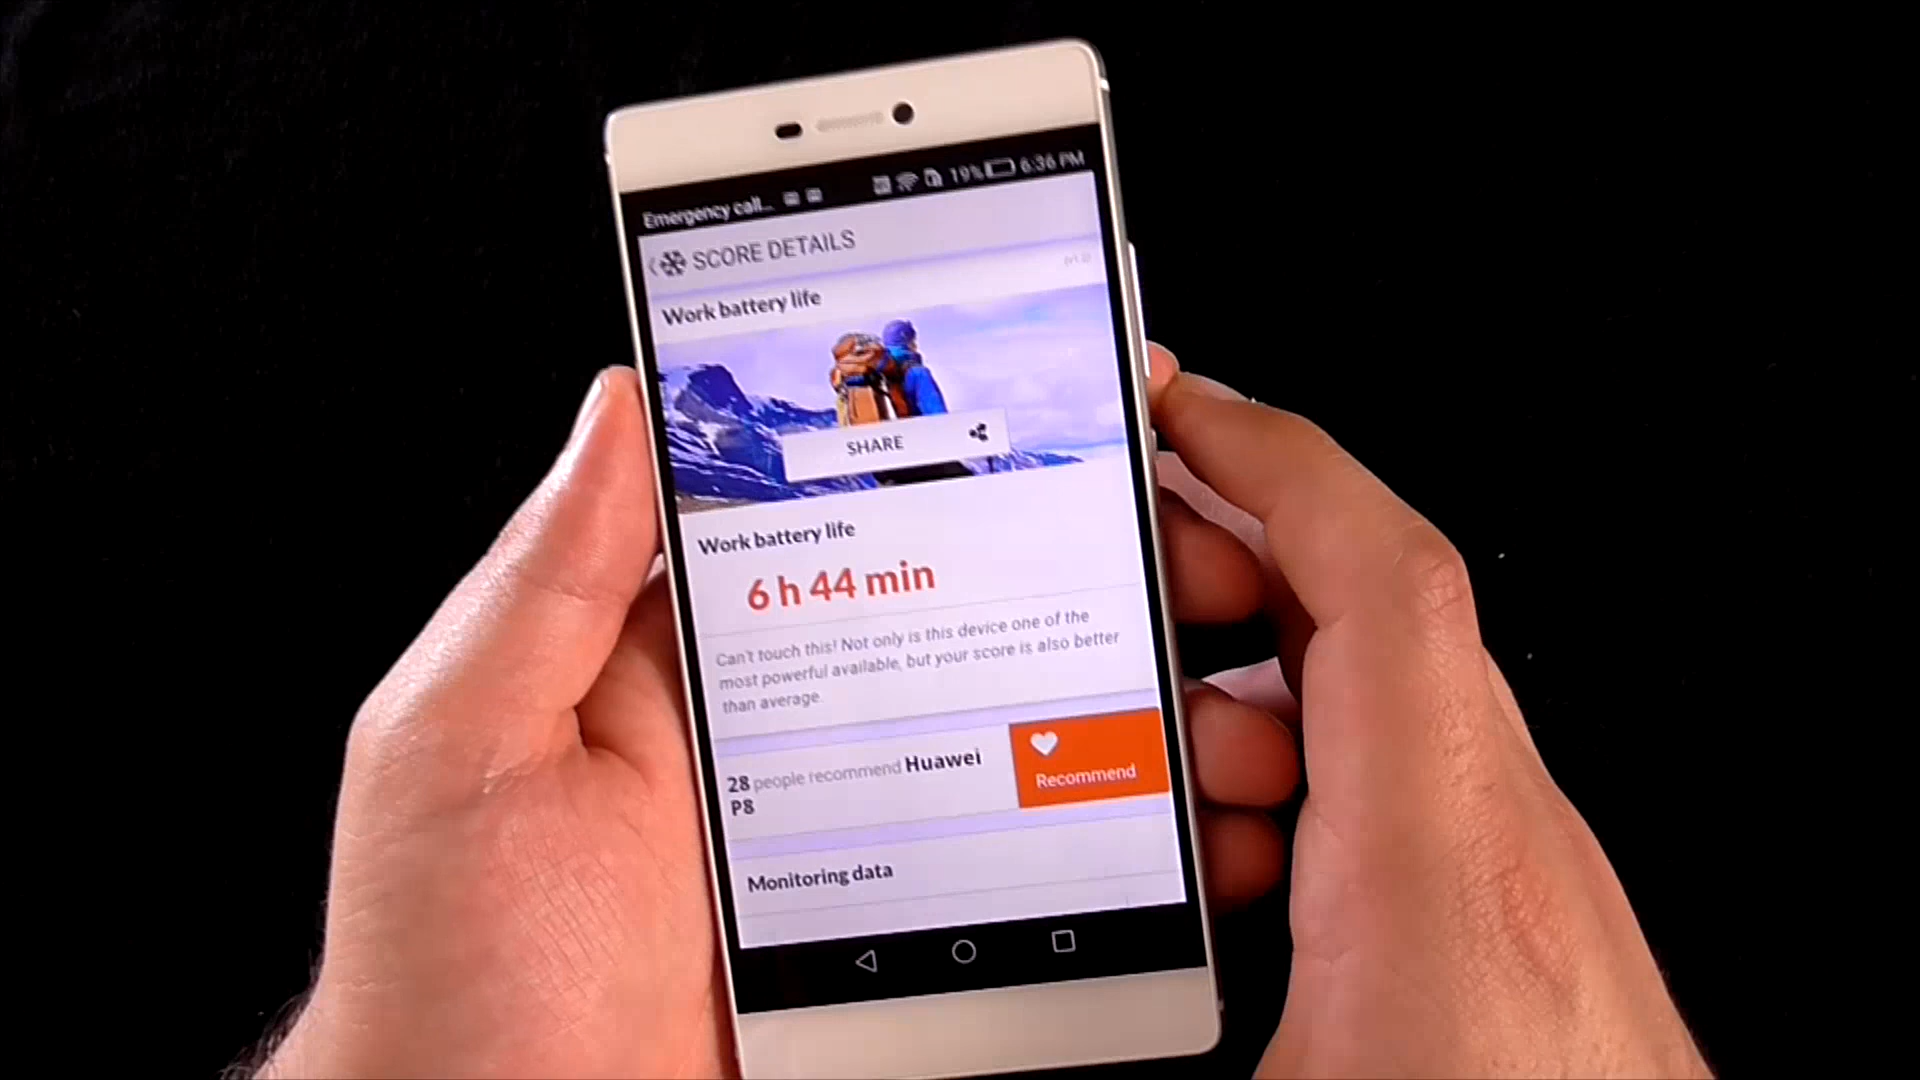 Emergency call... 19% 6:36 PM
SCORE DETAILS
Work battery life
SHARE
Work battery life
6 h 44 min
Can't touch this! Not only is this device one of the
most powerful available, but your score is also better
than average.
28 people recommend Huawei
P8
Recommend
Monitoring data